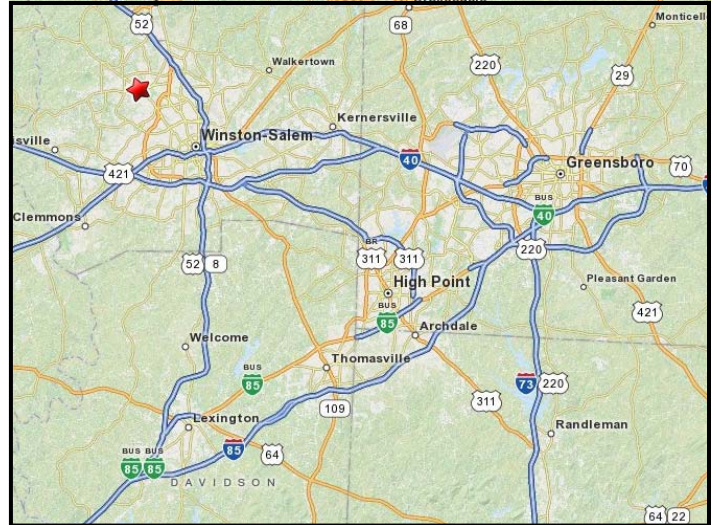 52
68
Monticell
Walkertown
220
29
Kernersville
isville
Winston-Salem
40
Greensboro
70
421
BUS
40
Clemmons
BR
311
311
220
52
8
High Point
Pleasant Garden
BUS
85
Archdale
421
Welcome
Thomasville
BUS
85
73
220
109
311
Lexington
Randleman
85
64
BUS
BUS
85
85
DAVIDSON
64
22